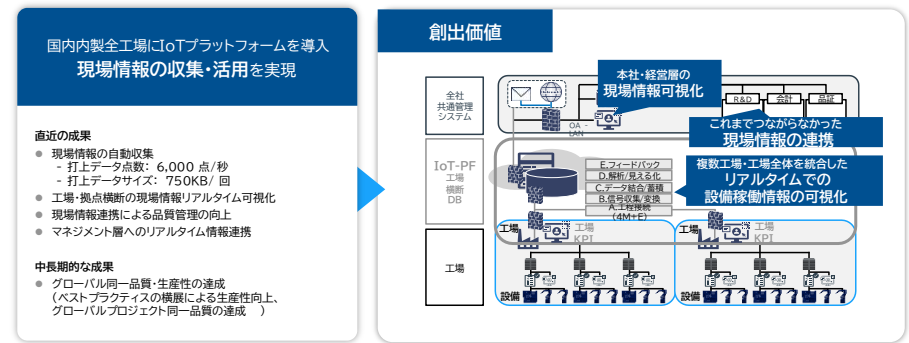 国内内製全工場にIoTプラットフォームを導入
現場情報の収集・活用を実現
直近の成果
● 現場情報の自動収集
- 打上データ点数： 6,000 点/秒
- 打上データサイズ： 750KB/ 回
● 工場・拠点横断の現場情報リアルタイム可視化
● 現場情報連携による品質管理の向上
● マネジメント層へのリアルタイム情報連携
中長期的な成果
● グローバル同一品質・生産性の達成
（ベストプラクティスの横展による生産性向上、
グローバルプロジェクト同一品質の達成　）
創出価値
全社
共通管理
システム
本社・経営層の
現場情報可視化
R&D
会計
品証
OA -
LAN
これまでつながらなかった
現場情報の連携
IoT-PF
工場
横断
DB
E.フィードバック
D.解析/見える化
C.データ結合/蓄積
B.信号収集/変換
A.工程接続
（4M+E）
複数工場・工場全体を統合した
リアルタイムでの
設備稼働情報の可視化
工場
工場
工場
KPI
設備
工場
工場
KPI
設備